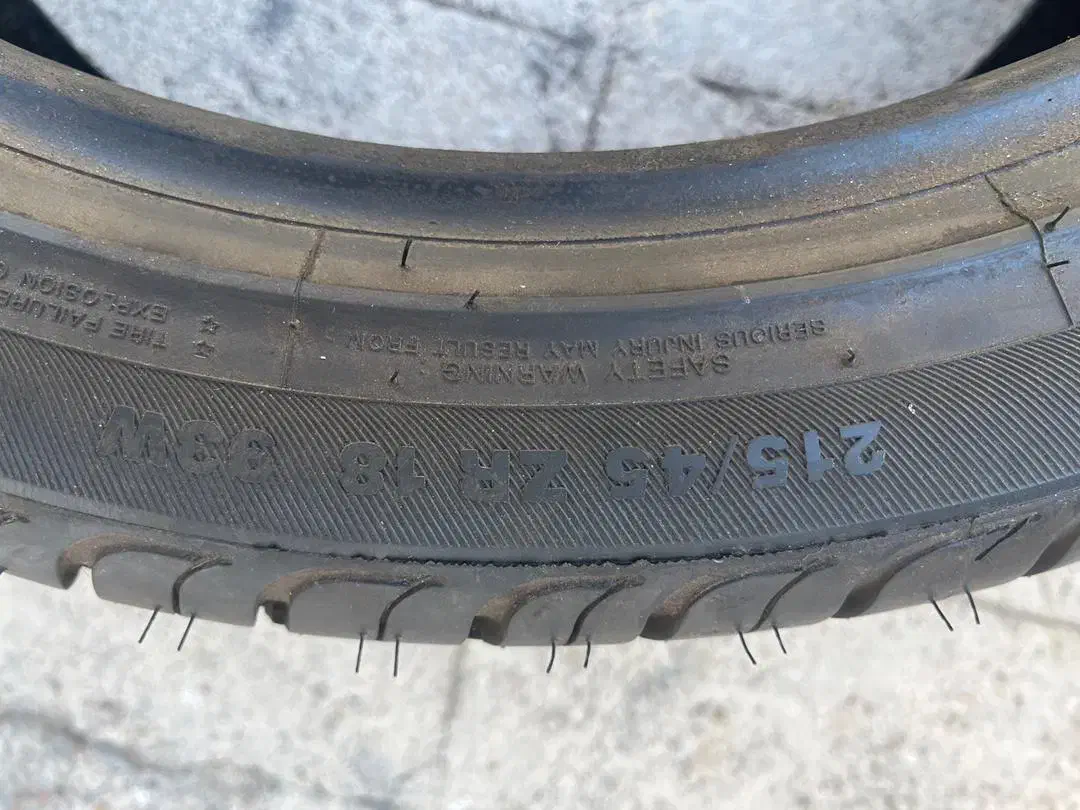 215/45 ZR 18 93W
SAFETY WARNING :
SERIOUS INJURY MAY RESULT FROM :
☆ TIRE FAILURE
☆ EXPLOSION